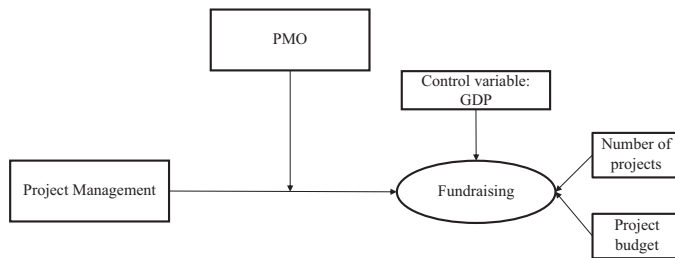 PMO
Control variable:
GDP
Number of
projects
Project Management
Fundraising
Project
budget